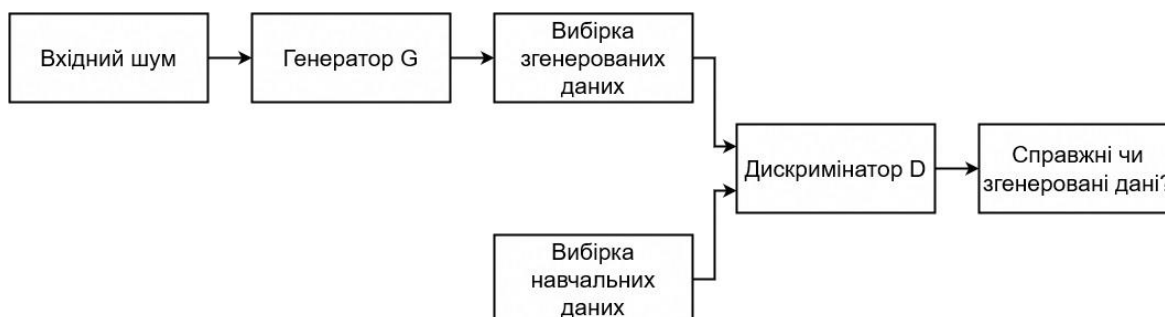 Вхідний шум
Генератор G
Вибірка
згенерованих
даних
Дискримінатор D
Справжні чи
згенеровані дані?
Вибірка
навчальних
даних